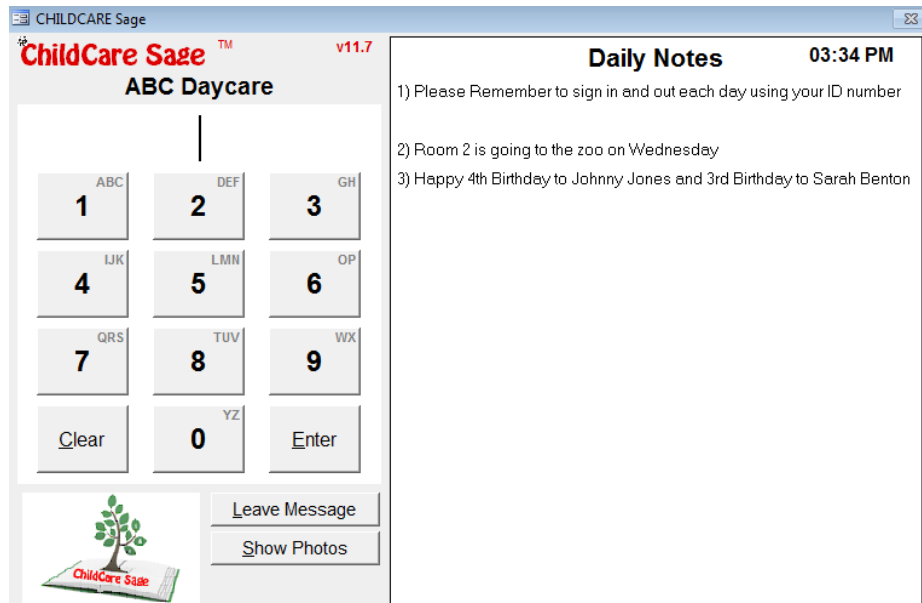 CHILDCARE Sage
ChildCare Sage ™ v11.7
ABC Daycare
ABC DEF GH
1 2 3
IJK LMN OP
4 5 6
QRS TUV WX
7 8 9
YZ
Clear 0 Enter
Leave Message
Show Photos
ChildCare Sage
Daily Notes 03:34 PM
1) Please Remember to sign in and out each day using your ID number
2) Room 2 is going to the zoo on Wednesday
3) Happy 4th Birthday to Johnny Jones and 3rd Birthday to Sarah Benton